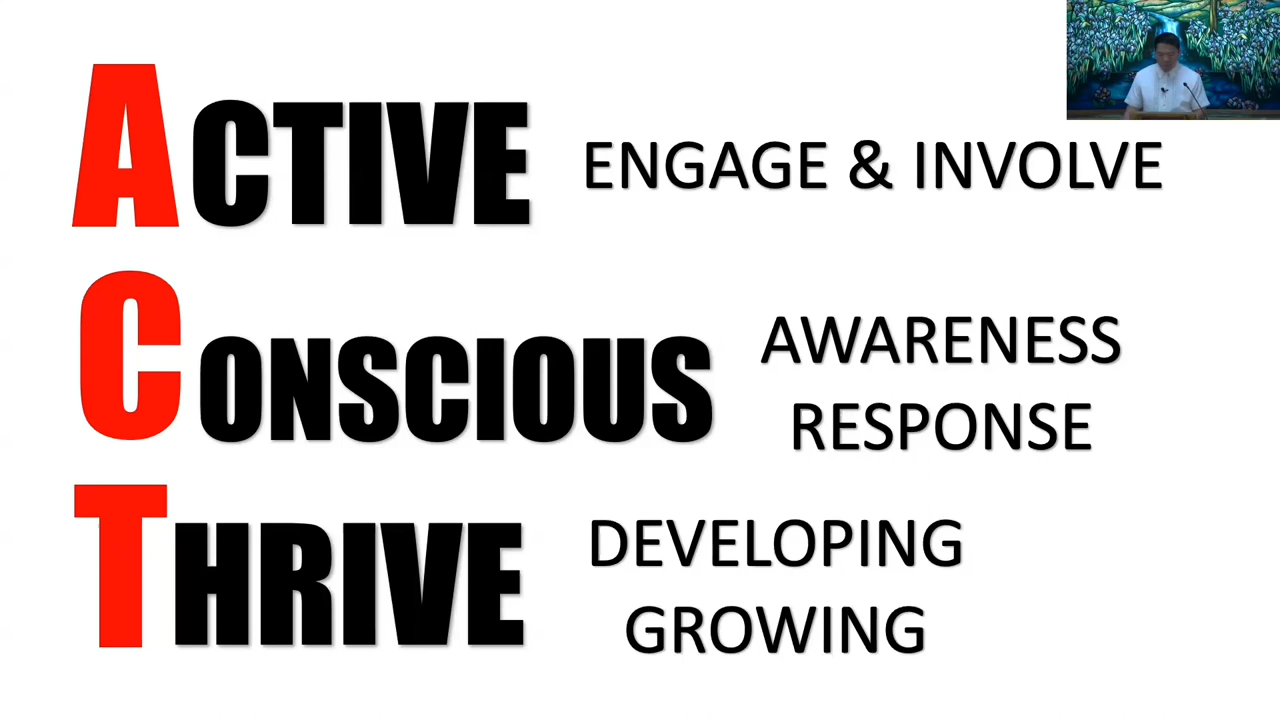 ACTIVE ENGAGE & INVOLVE
CONSCIOUS AWARENESS
RESPONSE
THRIVE DEVELOPING
GROWING